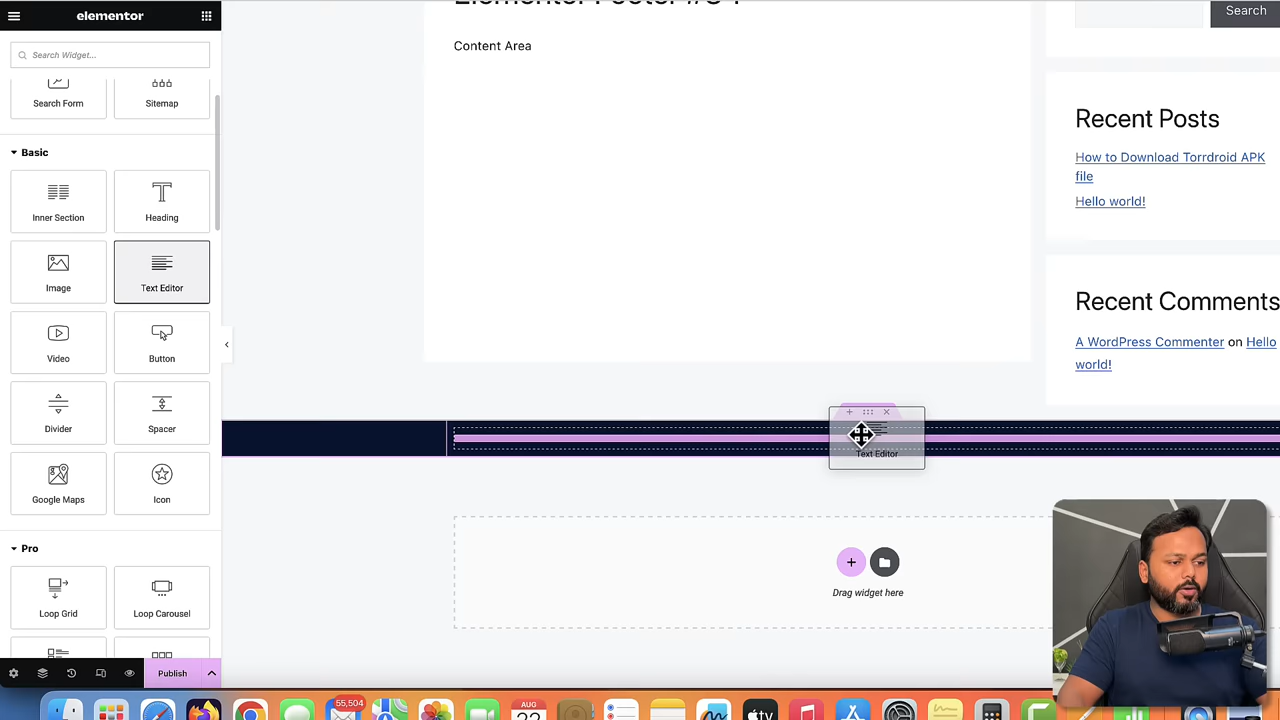 elementor
Search Widget...
Search Form
Sitemap
Basic
Inner Section
Heading
Image
Text Editor
Video
Button
Divider
Spacer
Google Maps
Icon
Pro
Loop Grid
Loop Carousel
Publish
Content Area
Text Editor
Drag widget here
Search
Recent Posts
How to Download Torrdroid APK
file
Hello world!
Recent Comments
A WordPress Commenter on Hello
world!
55,504
AUG
tv